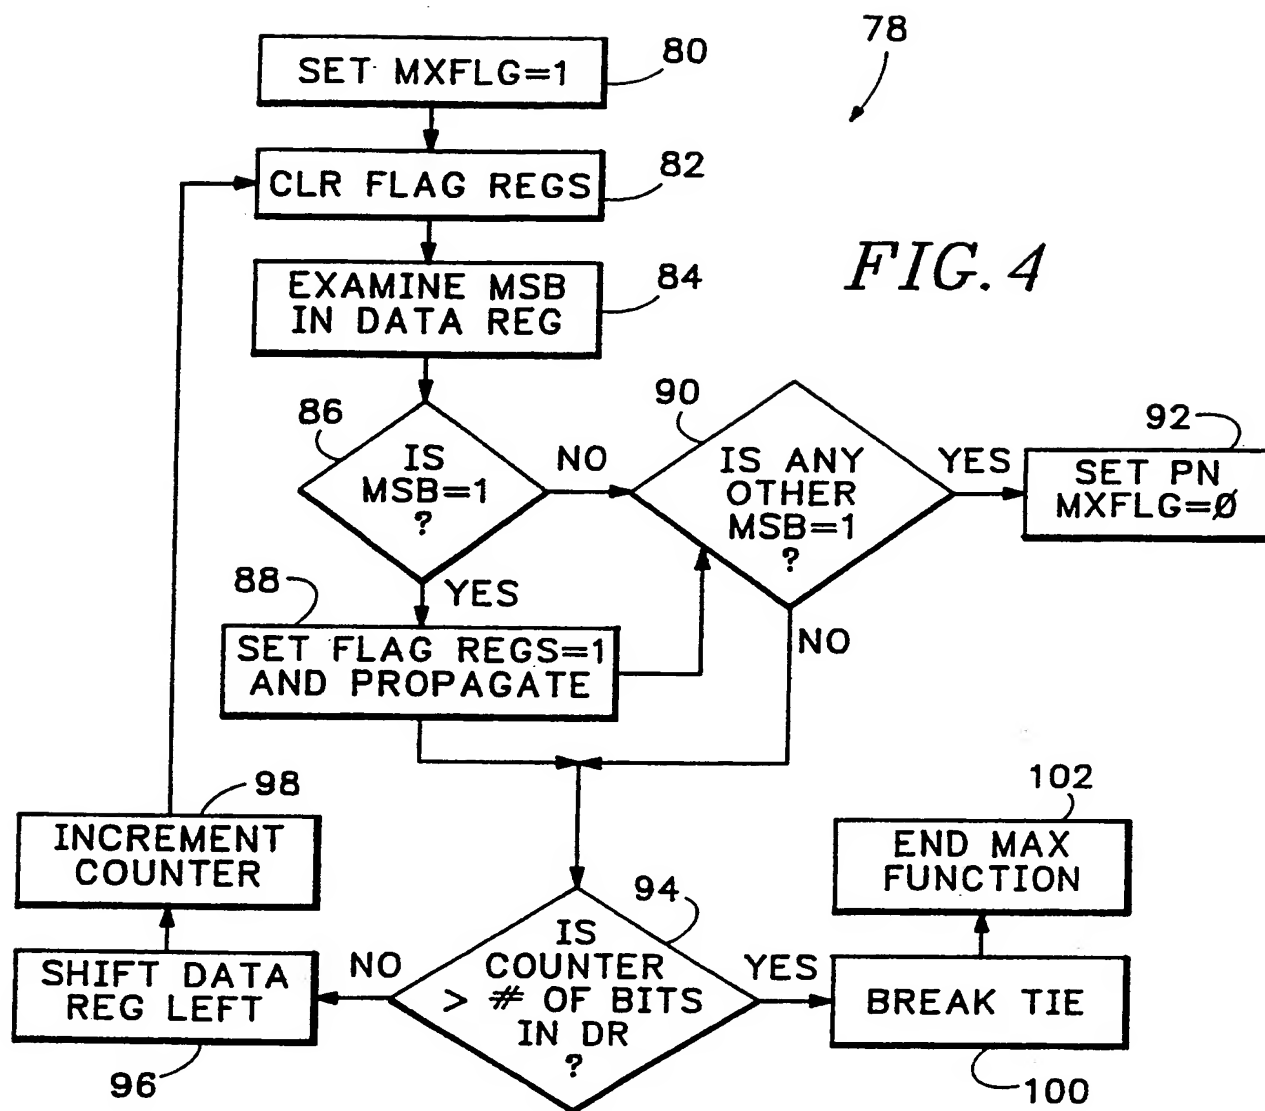 78
SET MXFLG=1
80
CLR FLAG REGS
82
FIG. 4
EXAMINE MSB
IN DATA REG
84
86
IS
MSB=1
?
NO
90
IS ANY
OTHER
MSB=1
?
YES
92
SET PN
MXFLG=Ø
YES
88
SET FLAG REGS=1
AND PROPAGATE
NO
98
INCREMENT
COUNTER
102
END MAX
FUNCTION
94
IS
COUNTER
> # OF BITS
IN DR
?
NO
SHIFT DATA
REG LEFT
96
YES
BREAK TIE
100